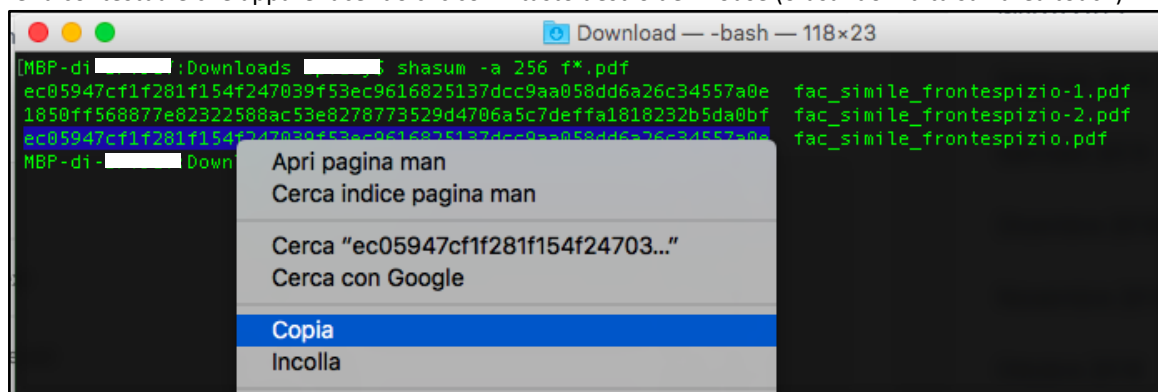 Download — -bash — 118×23
[MBP-di :Downloads $ shasum -a 256 f*.pdf
ec05947cf1f281f154f247039f53ec9616825137dcc9aa058dd6a26c34557a0e fac_simile_frontespizio-1.pdf
1850ff568877e82322588ac53e8278773529d4706a5c7deffa1818232b5da0bf fac_simile_frontespizio-2.pdf
ec05947cf1f281f154f247039f53ec9616825137dcc9aa058dd6a26c34557a0e fac_simile_frontespizio.pdf
MBP-di- Down
Apri pagina man
Cerca indice pagina man
Cerca “ec05947cf1f281f154f24703...”
Cerca con Google
Copia
Incolla